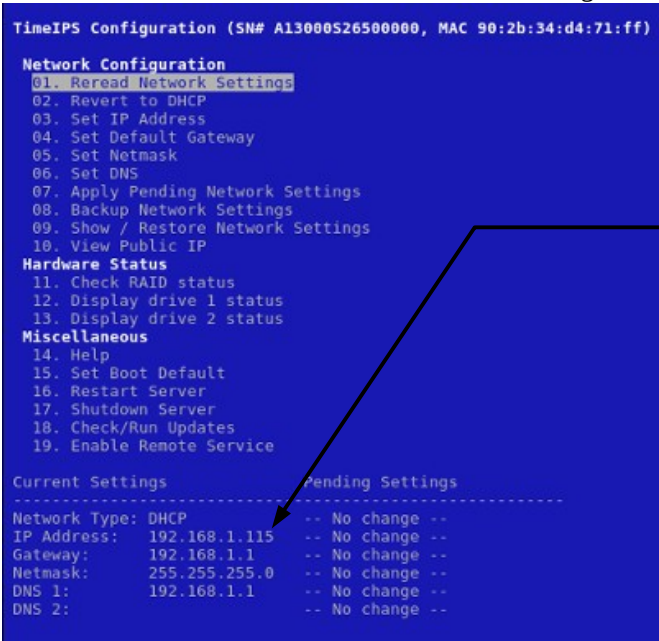 TimeIPS Configuration (SN# A13000S26500000, MAC 90:2b:34:d4:71:ff)
Network Configuration
01. Reread Network Settings
02. Revert to DHCP
03. Set IP Address
04. Set Default Gateway
05. Set Netmask
06. Set DNS
07. Apply Pending Network Settings
08. Backup Network Settings
09. Show / Restore Network Settings
10. View Public IP
Hardware Status
11. Check RAID status
12. Display drive 1 status
13. Display drive 2 status
Miscellaneous
14. Help
15. Set Boot Default
16. Restart Server
17. Shutdown Server
18. Check/Run Updates
19. Enable Remote Service
Current Settings Pending Settings
Network Type: DHCP -- No change --
IP Address: 192.168.1.115 -- No change --
Gateway: 192.168.1.1 -- No change --
Netmask: 255.255.255.0 -- No change --
DNS 1: 192.168.1.1 -- No change --
DNS 2: -- No change --